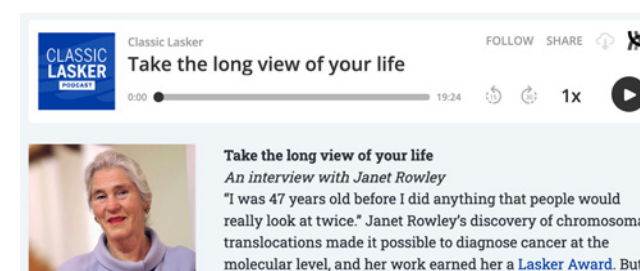 CLASSIC
LASKER
PODCAST
Classic Lasker
FOLLOW SHARE
Take the long view of your life
0:00
19:24
15
30
1x
Take the long view of your life
An interview with Janet Rowley
“I was 47 years old before I did anything that people would
really look at twice.” Janet Rowley’s discovery of chromosoma
translocations made it possible to diagnose cancer at the
molecular level, and her work earned her a Lasker Award. But